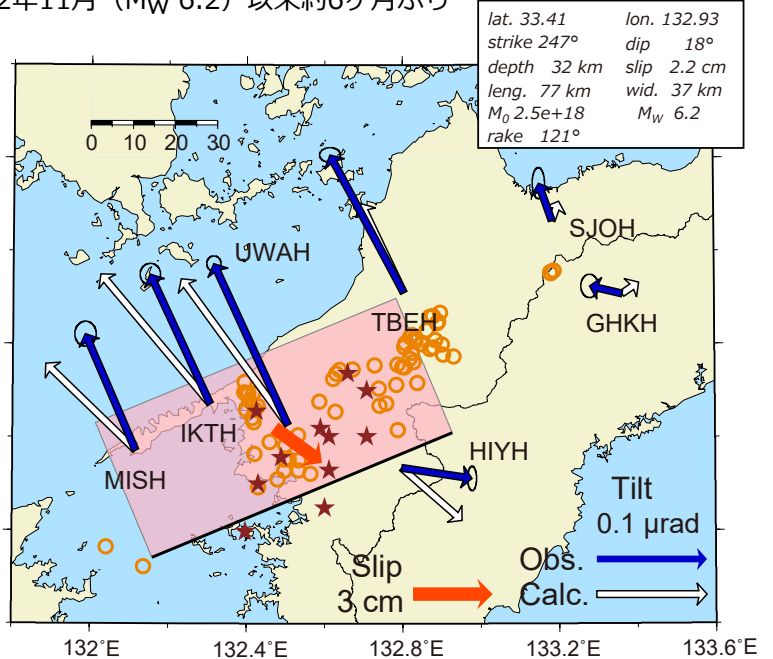 2年11月（MW 6.2）以来約6ヶ月ぶり
lat. 33.41 lon. 132.93
strike 247° dip 18°
depth 32 km slip 2.2 cm
leng. 77 km wid. 37 km
M0 2.5e+18 MW 6.2
rake 121°
0 10 20 30
SJOH
UWAH
GHKH
TBEH
IKTH
HIYH
MISH
Tilt
0.1 μrad
Slip
3 cm
Obs.
Calc.
132°E 132.4°E 132.8°E 133.2°E 133.6°E